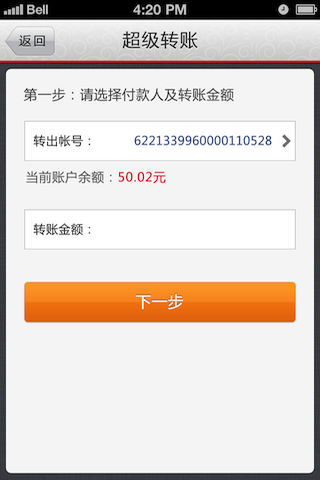 Bell 4:20 PM
返回 超级转账
第一步：请选择付款人及转账金额
转出帐号： 6221339960000110528
当前账户余额：50.02元
转账金额：
下一步